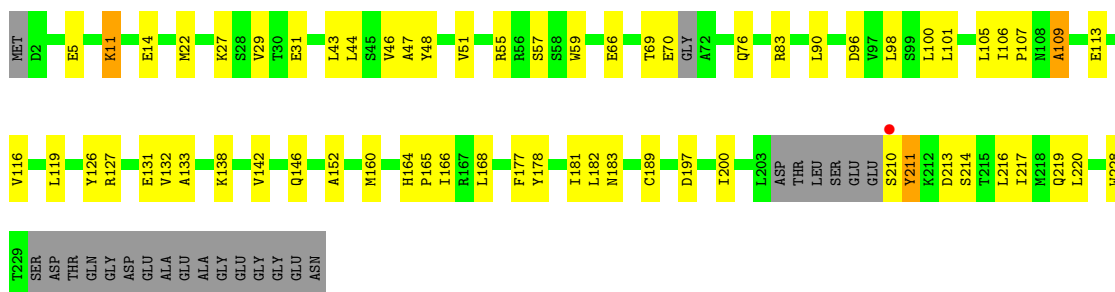 MET D2 E5 K11 E14 M22 K27 S28 V29 T30 E31 L43 L44 S45 V46 A47 Y48 V51 R55 R56 S57 S58 W59 E66 T69 E70 GLY A72 Q76 R83 L90 D96 V97 L98 S99 L100 L101 L105 I106 P107 N108 A109 E113
V116 L119 Y126 R127 E131 V132 A133 K138 V142 Q146 A152 M160 H164 P165 I166 R167 L168 F177 Y178 I181 L182 N183 C189 D197 I200 L203 ASP THR LEU SER GLU GLU S210 Y211 K212 D213 S214 T215 L216 I217 M218 Q219 L220 W228
T229 SER ASP THR GLN GLY ASP GLU ALA GLU ALA GLY GLU GLY GLY GLU ASN